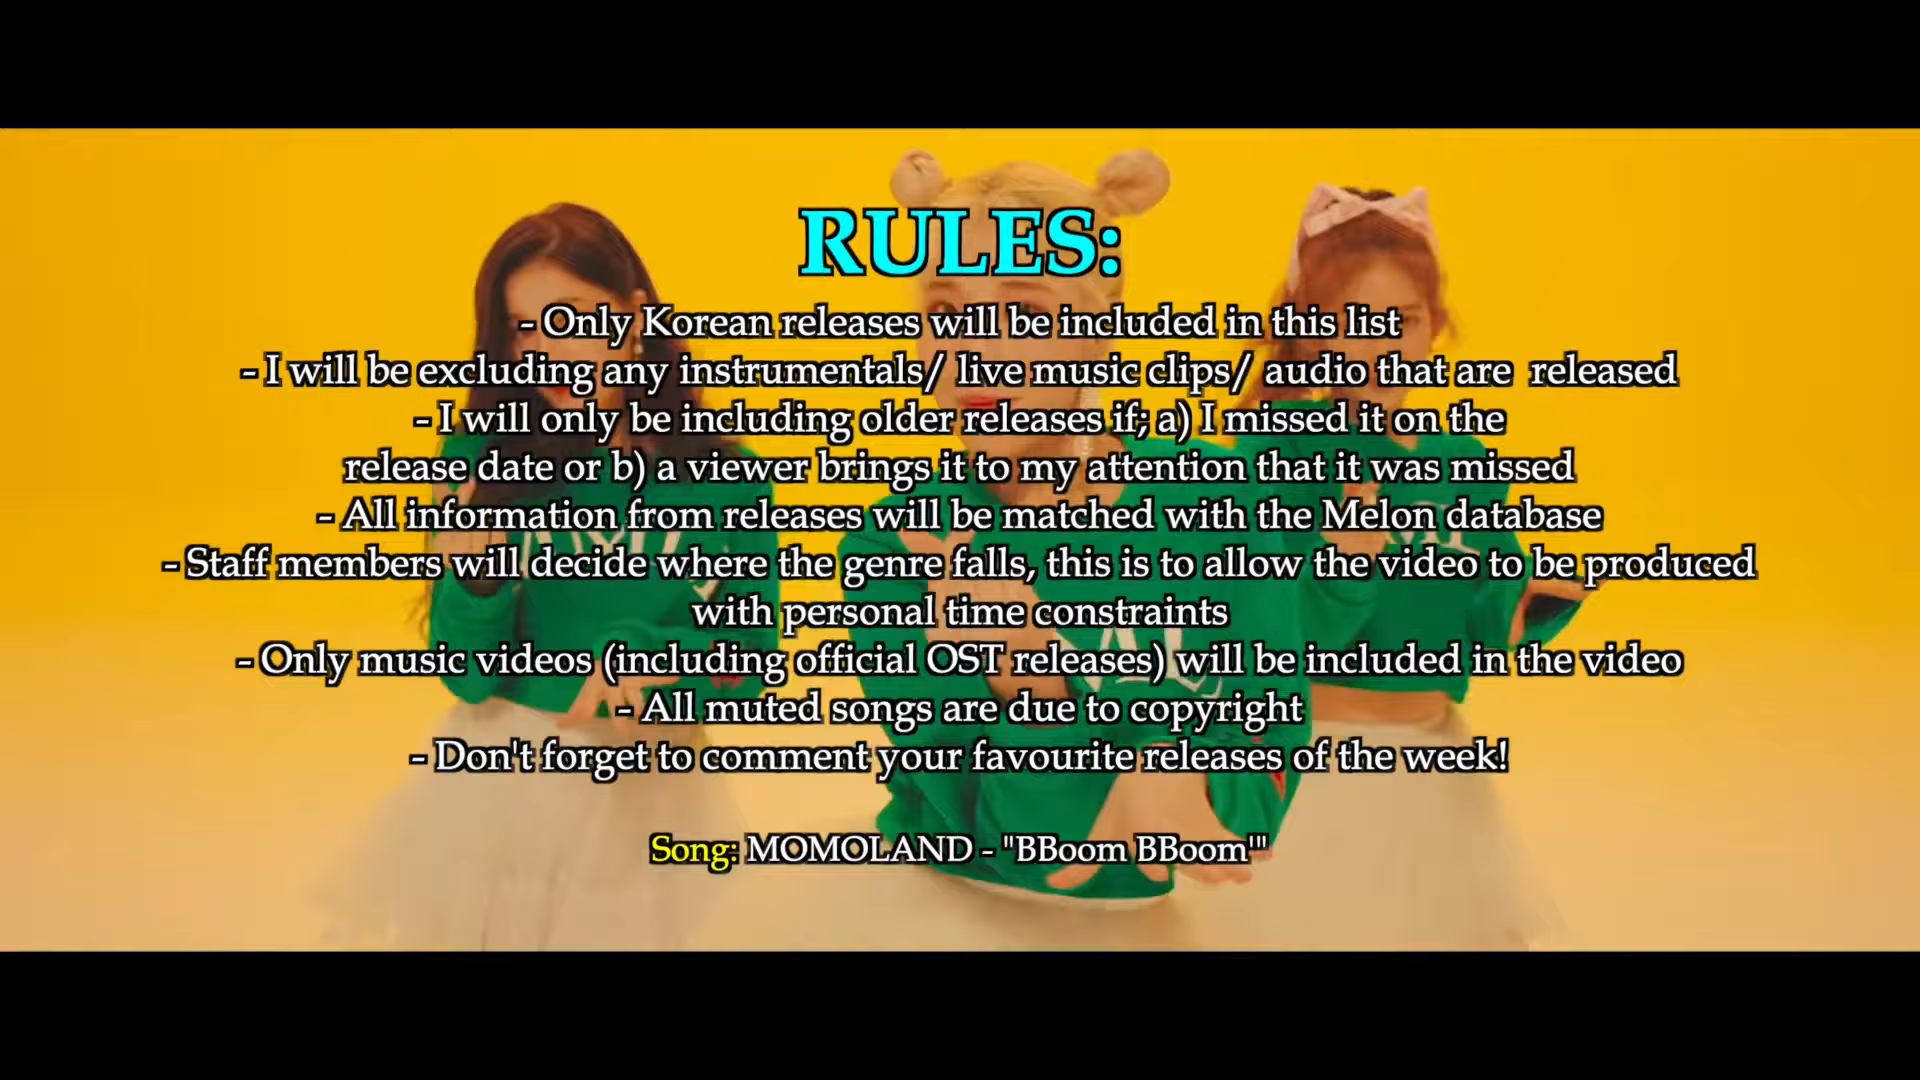 RULES:
- Only Korean releases will be included in this list
- I will be excluding any instrumentals/ live music clips/ audio that are  released
- I will only be including older releases if; a) I missed it on the
release date or b) a viewer brings it to my attention that it was missed
- All information from releases will be matched with the Melon database
- Staff members will decide where the genre falls, this is to allow the video to be produced
with personal time constraints
- Only music videos (including official OST releases) will be included in the video
- All muted songs are due to copyright
- Don't forget to comment your favourite releases of the week!
Song: MOMOLAND - "BBoom BBoom'"